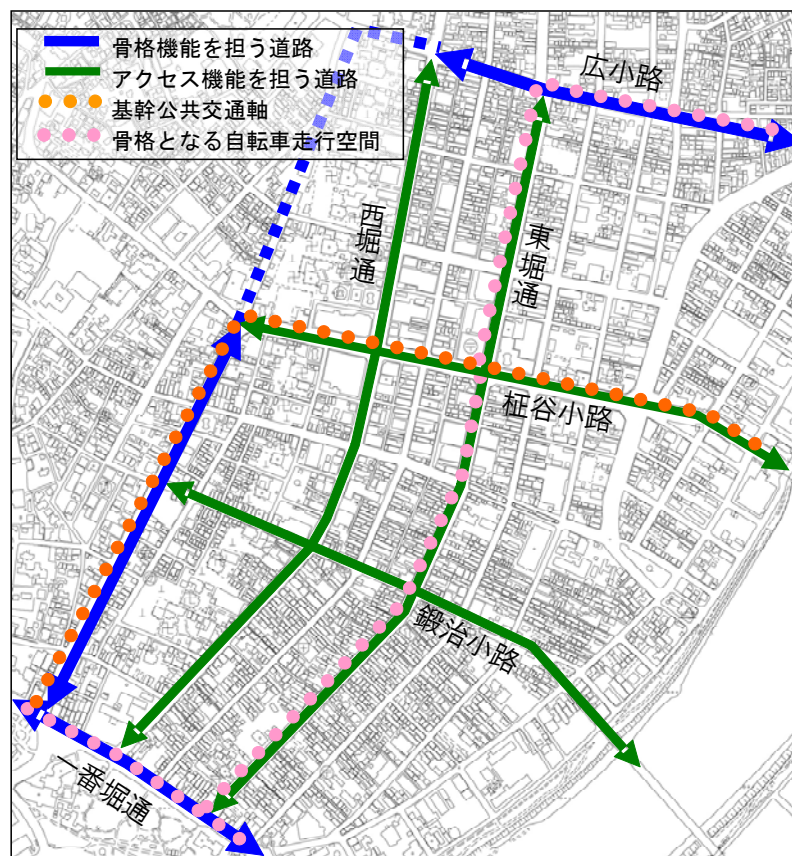 骨格機能を担う道路
アクセス機能を担う道路
基幹公共交通軸
骨格となる自転車走行空間
広小路
西堀通
東堀通
柾谷小路
鍛治小路
一番堀通